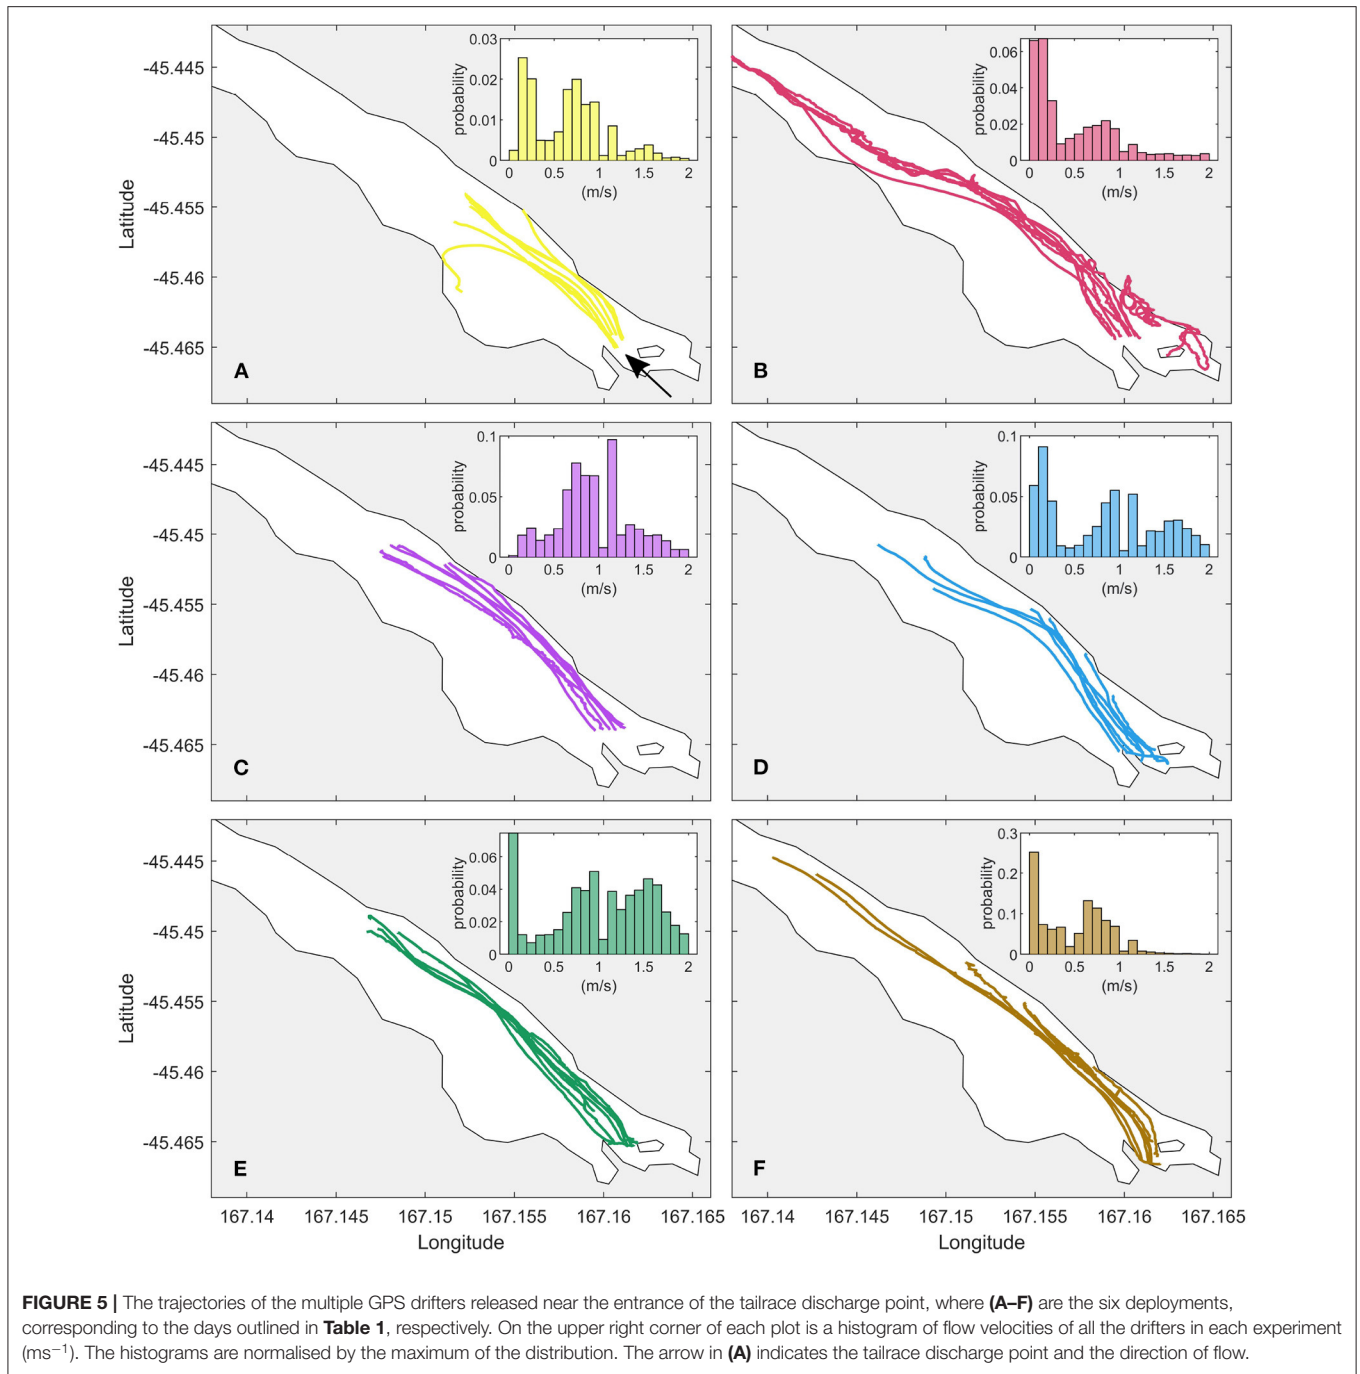 0.03
0.02
0.01
0
probability
0 0.5 1 1.5 2
(m/s)
-45.445
-45.45
-45.455
-45.46
-45.465
Latitude
A
0.06
0.04
0.02
0
probability
0 0.5 1 1.5 2
(m/s)
B
0.1
0.05
0
probability
0 0.5 1 1.5 2
(m/s)
-45.445
-45.45
-45.455
-45.46
-45.465
Latitude
C
0.1
0.05
0
probability
0 0.5 1 1.5 2
(m/s)
D
0.06
0.04
0.02
0
probability
0 0.5 1 1.5 2
(m/s)
-45.445
-45.45
-45.455
-45.46
-45.465
Latitude
E
167.14 167.145 167.15 167.155 167.16 167.165
Longitude
0.3
0.2
0.1
0
probability
0 0.5 1 1.5 2
(m/s)
F
167.14 167.145 167.15 167.155 167.16 167.165
Longitude
FIGURE 5 | The trajectories of the multiple GPS drifters released near the entrance of the tailrace discharge point, where (A–F) are the six deployments,
corresponding to the days outlined in Table 1, respectively. On the upper right corner of each plot is a histogram of flow velocities of all the drifters in each experiment
(ms⁻¹). The histograms are normalised by the maximum of the distribution. The arrow in (A) indicates the tailrace discharge point and the direction of flow.